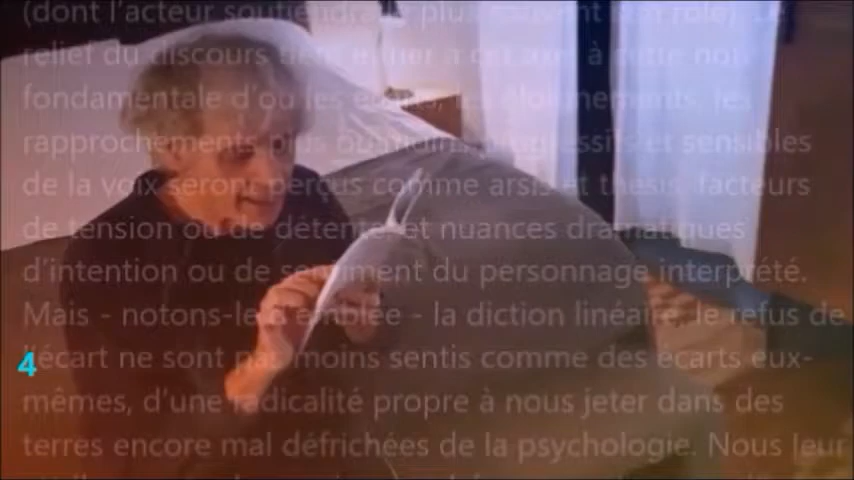 (dont l'acteur soutiendra le plus souvent son rôle) Le
relief du discours tient
fondamentale d'où les écarts, les éloignements, les
rapprochements ou quotidiens progressifs et sensibles
de la voix seront perçus comme arsis et thesis, facteurs
de tension ou de détente et nuances dramatiques
d'intention ou de sentiment du personnage interprété.
Mais - notons-le d'emblée - la diction linéaire, le refus de
l'écart ne sont pas moins sentis comme des écarts eux-
mêmes, d'une radicalité propre à nous jeter dans des
terres encore mal défrichées de la psychologie. Nous leur
4